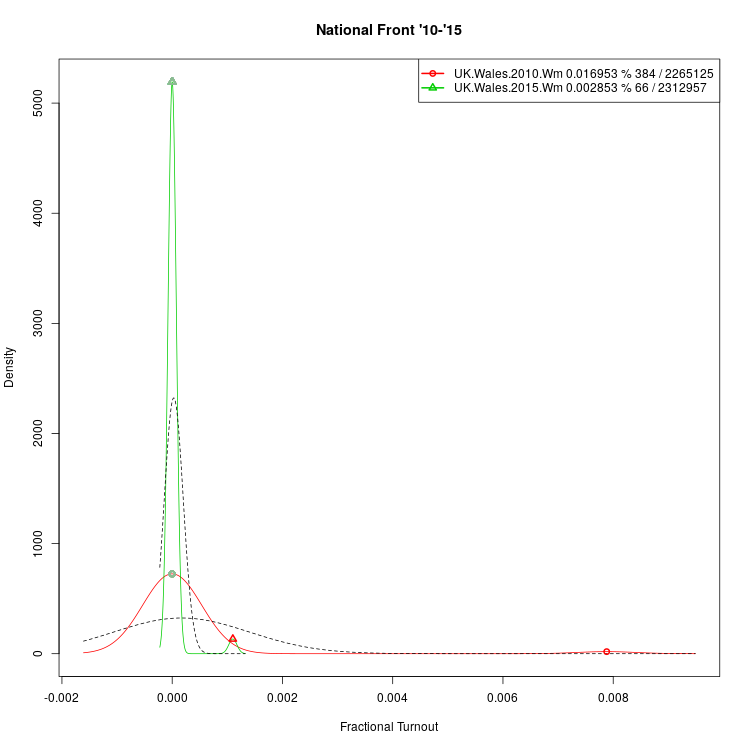 National Front '10-'15
UK.Wales.2010.Wm 0.016953 % 384 / 2265125
UK.Wales.2015.Wm 0.002853 % 66 / 2312957
5000
4000
3000
2000
1000
0
Density
-0.002 0.000 0.002 0.004 0.006 0.008
Fractional Turnout